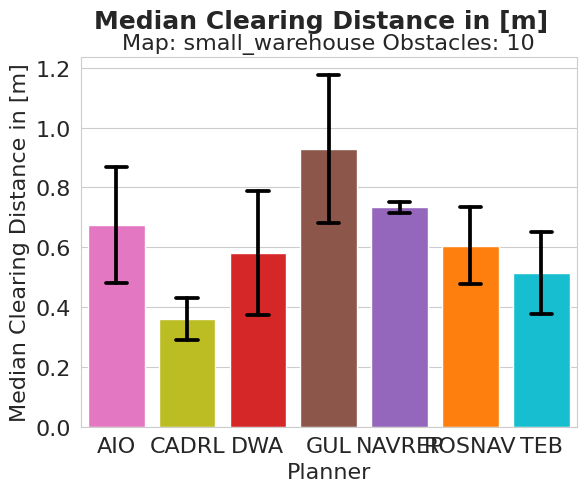 Median Clearing Distance in [m]
Map: small_warehouse Obstacles: 10
Median Clearing Distance in [m]
1.2
1.0
0.8
0.6
0.4
0.2
0.0
AIO CADRL DWA GUL NAVREP ROSNAV TEB
Planner